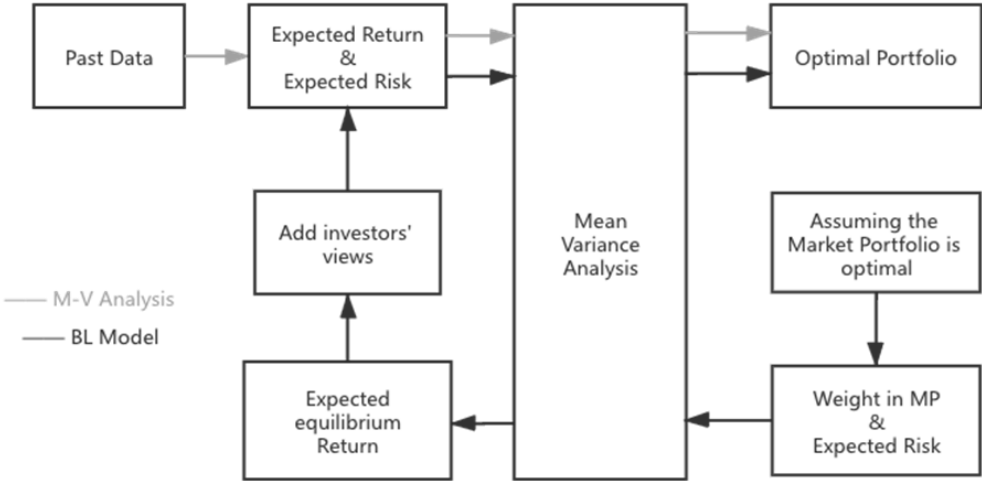 Past Data
Expected Return
&
Expected Risk
Optimal Portfolio
Add investors'
views
Mean
Variance
Analysis
Assuming the
Market Portfolio is
optimal
M-V Analysis
BL Model
Expected
equilibrium
Return
Weight in MP
&
Expected Risk